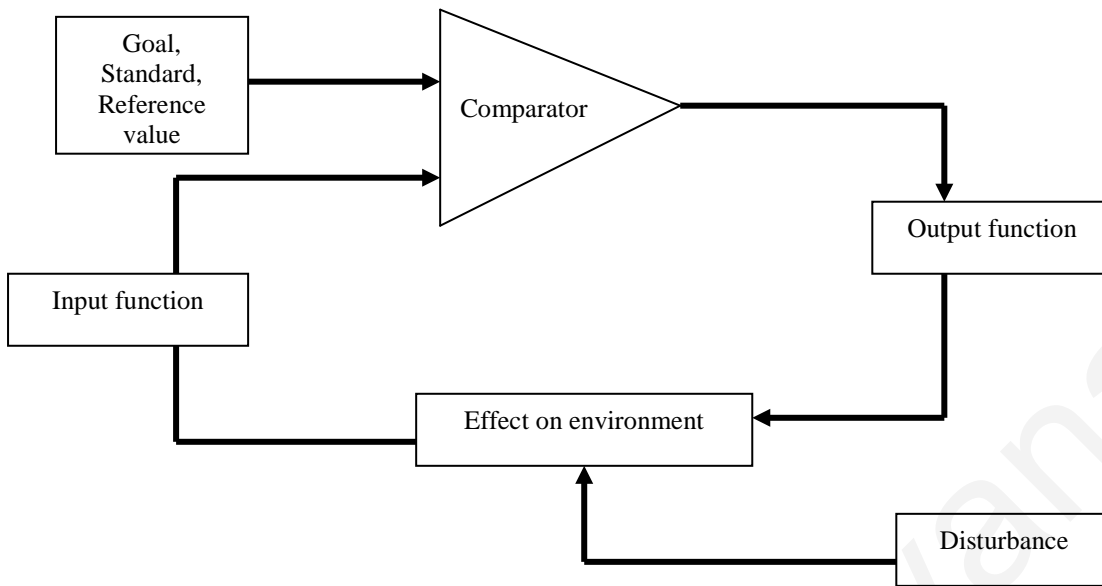 Goal,
Standard,
Reference
value
Comparator
Output function
Input function
Effect on environment
Disturbance